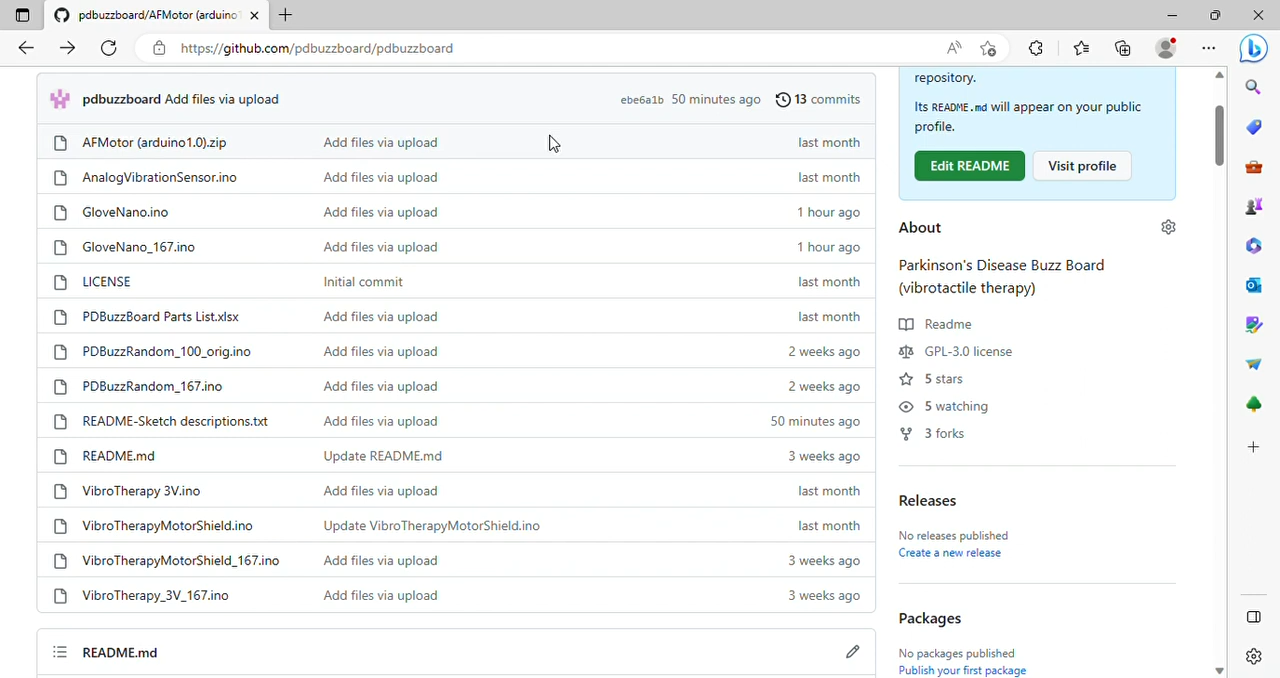 pdbuzzboard/AFMotor (arduino
https://github.com/pdbuzzboard/pdbuzzboard
repository.
pdbuzzboard Add files via upload ebe6a1b 50 minutes ago 13 commits
Its README.md will appear on your public
profile.
AFMotor (arduino1.0).zip Add files via upload last month
Edit README Visit profile
AnalogVibrationSensor.ino Add files via upload last month
GloveNano.ino Add files via upload 1 hour ago
About
GloveNano_167.ino Add files via upload 1 hour ago
Parkinson's Disease Buzz Board
(vibrotactile therapy)
LICENSE Initial commit last month
PDBuzzBoard Parts List.xlsx Add files via upload last month
Readme
PDBuzzRandom_100_orig.ino Add files via upload 2 weeks ago
GPL-3.0 license
PDBuzzRandom_167.ino Add files via upload 2 weeks ago
5 stars
5 watching
README-Sketch descriptions.txt Add files via upload 50 minutes ago
3 forks
README.md Update README.md 3 weeks ago
VibroTherapy 3V.ino Add files via upload last month
Releases
VibroTherapyMotorShield.ino Update VibroTherapyMotorShield.ino last month
No releases published
Create a new release
VibroTherapyMotorShield_167.ino Add files via upload 3 weeks ago
VibroTherapy_3V_167.ino Add files via upload 3 weeks ago
Packages
README.md
No packages published
Publish your first package